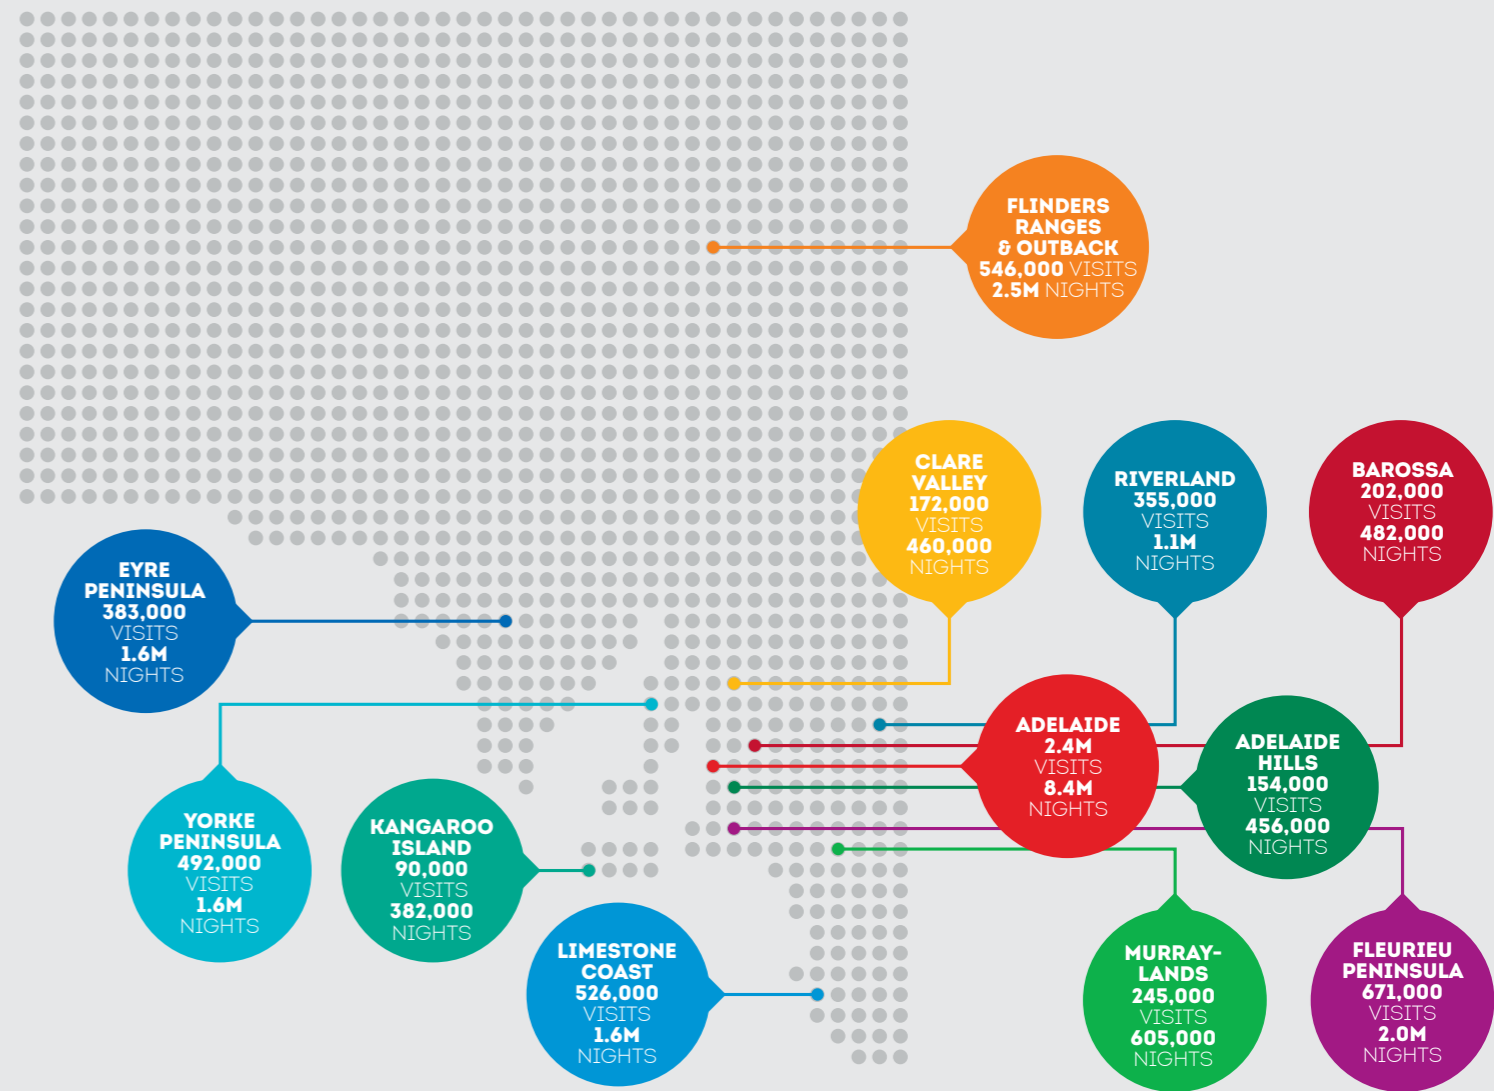 FLINDERS
RANGES
& OUTBACK
546,000 VISITS
2.5M NIGHTS
CLARE
VALLEY
172,000
VISITS
460,000
NIGHTS
RIVERLAND
355,000
VISITS
1.1M
NIGHTS
BAROSSA
202,000
VISITS
482,000
NIGHTS
EYRE
PENINSULA
383,000
VISITS
1.6M
NIGHTS
ADELAIDE
2.4M
VISITS
8.4M
NIGHTS
ADELAIDE
HILLS
154,000
VISITS
456,000
NIGHTS
YORKE
PENINSULA
492,000
VISITS
1.6M
NIGHTS
KANGAROO
ISLAND
90,000
VISITS
382,000
NIGHTS
LIMESTONE
COAST
526,000
VISITS
1.6M
NIGHTS
MURRAY-
LANDS
245,000
VISITS
605,000
NIGHTS
FLEURIEU
PENINSULA
671,000
VISITS
2.0M
NIGHTS